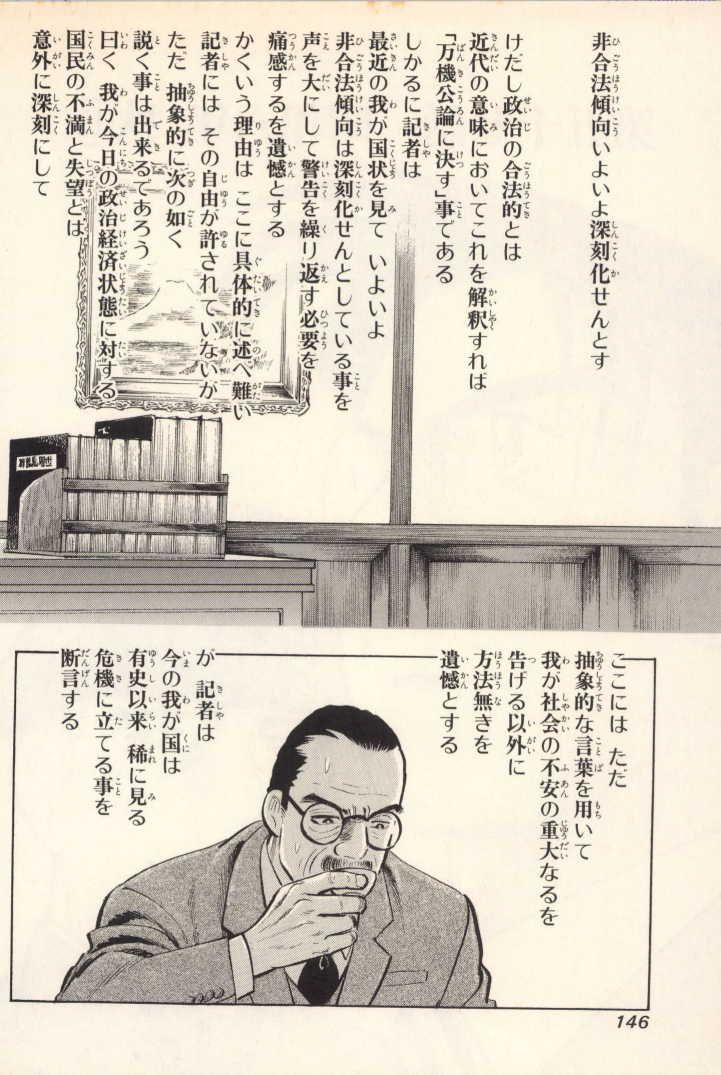 非合法傾向いよいよ深刻化せんとす
けだし政治の合法的とは
近代の意味においてこれを解釈すれば
「万機公論に決す」事である
しかるに記者は
最近の我が国状を見て いよいよ
非合法傾向は深刻化せんとしている事を
声を大にして警告を繰り返す必要を
痛感するを遺憾とする
かくいう理由は ここに具体的に述べ難い
記者には その自由が許されていないが
ただ 抽象的に次の如く
説く事は出来るであろう
曰く 我が今日の政治経済状態に対する
国民の不満と失望とは
意外に深刻にして
ここには ただ
抽象的な言葉を用いて
我が社会の不安の重大なるを
告げる以外に
方法無きを
遺憾とする
が 記者は
今の我が国は
有史以来 稀に見る
危機に立てる事を
断言する
146